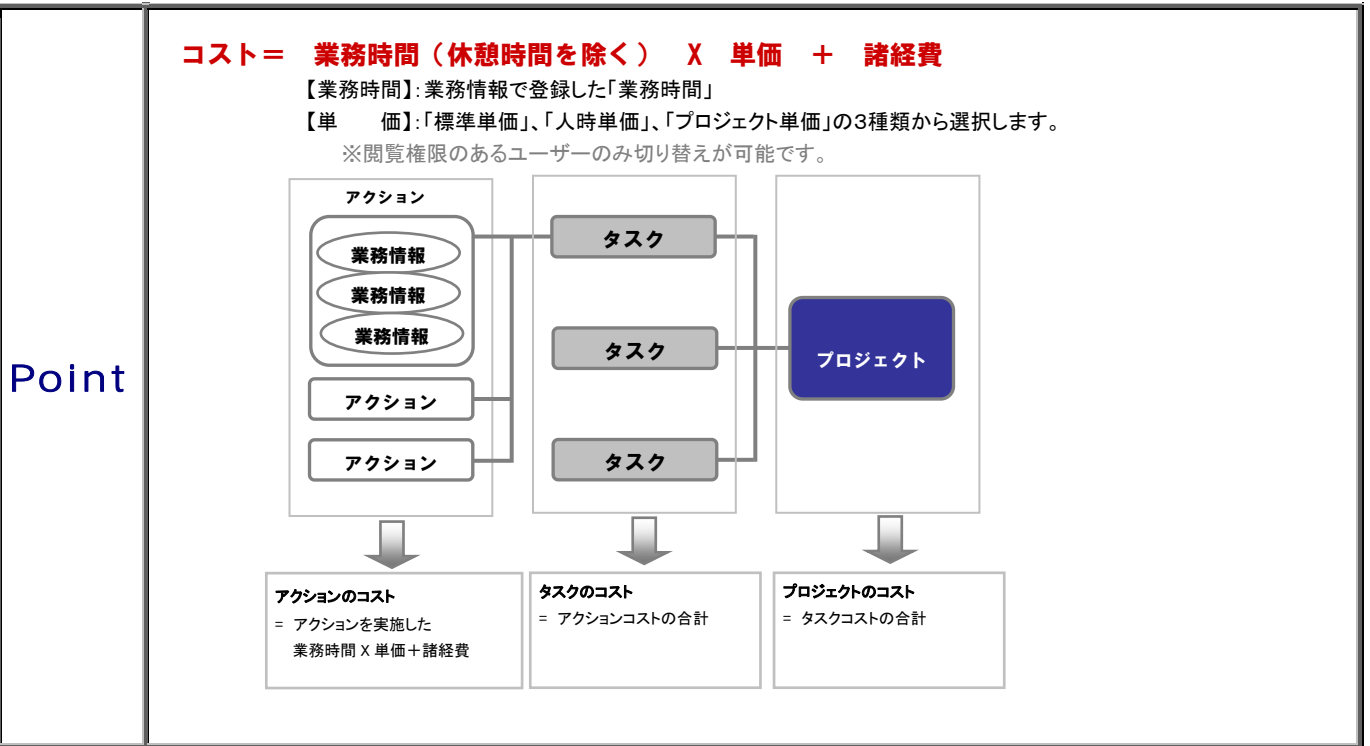 Point
コスト＝　業務時間（休憩時間を除く）　X　単価　＋　諸経費
【業務時間】：業務情報で登録した「業務時間」
【単　　価】：「標準単価」、「人時単価」、「プロジェクト単価」の３種類から選択します。
※閲覧権限のあるユーザーのみ切り替えが可能です。
アクション
業務情報
業務情報
業務情報
アクション
アクション
タスク
タスク
タスク
プロジェクト
アクションのコスト
= アクションを実施した
業務時間 X 単価＋諸経費
タスクのコスト
= アクションコストの合計
プロジェクトのコスト
= タスクコストの合計